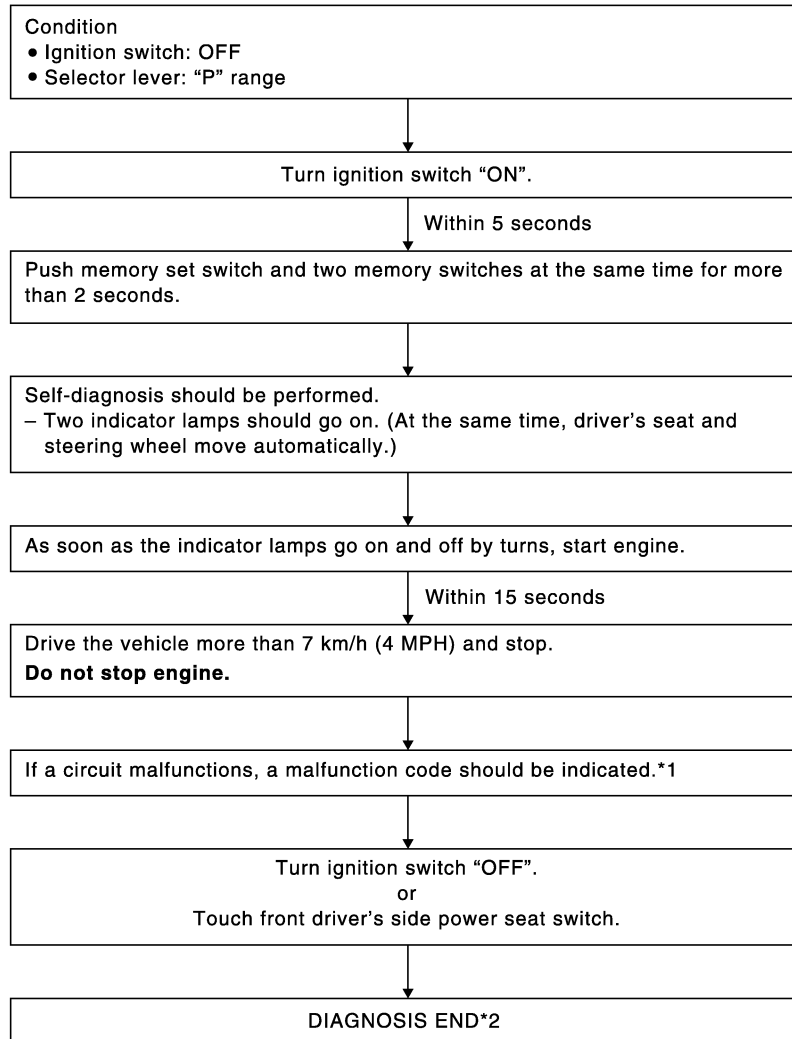 Condition
• Ignition switch: OFF
• Selector lever: “P” range
Turn ignition switch “ON”.
Within 5 seconds
Push memory set switch and two memory switches at the same time for more
than 2 seconds.
Self-diagnosis should be performed.
– Two indicator lamps should go on. (At the same time, driver’s seat and
steering wheel move automatically.)
As soon as the indicator lamps go on and off by turns, start engine.
Within 15 seconds
Drive the vehicle more than 7 km/h (4 MPH) and stop.
Do not stop engine.
If a circuit malfunctions, a malfunction code should be indicated.*1
Turn ignition switch “OFF”.
or
Touch front driver’s side power seat switch.
DIAGNOSIS END*2